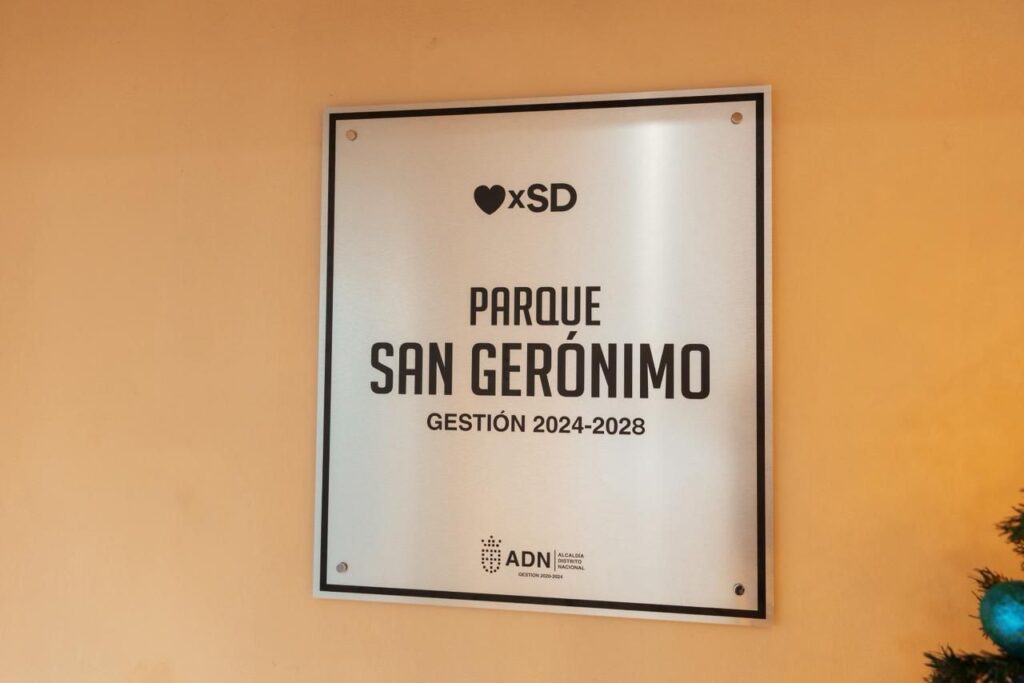 ♥xSD
PARQUE
SAN GERÓNIMO
GESTIÓN 2024-2028
ADN
ALCALDÍA
DISTRITO
NACIONAL
GESTIÓN 2020-2024